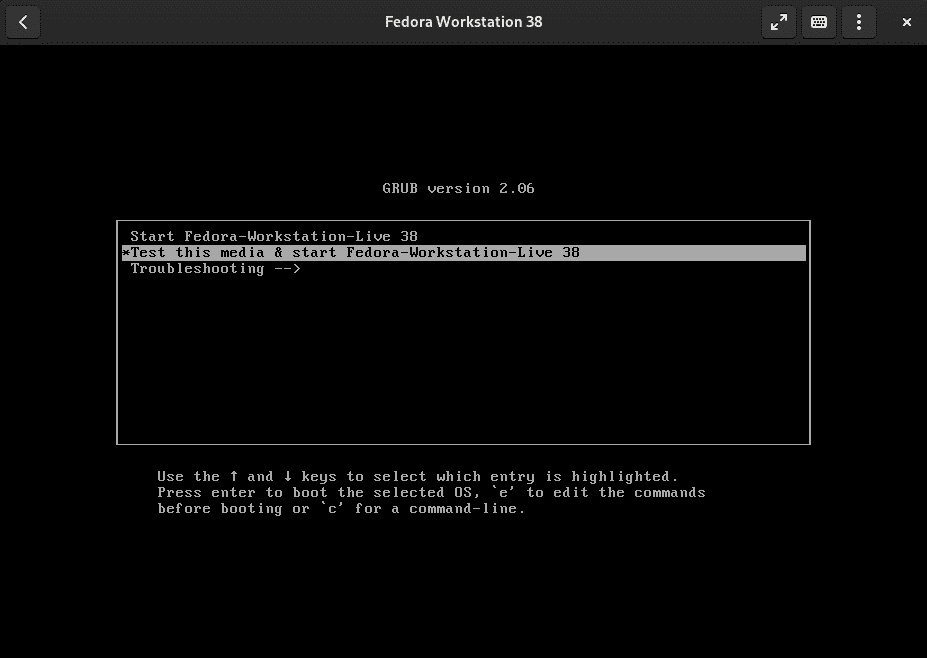 Fedora Workstation 38
GRUB version 2.06
Start Fedora-Workstation-Live 38
*Test this media & start Fedora-Workstation-Live 38
Troubleshooting -->
Use the ↑ and ↓ keys to select which entry is highlighted.
Press enter to boot the selected OS, `e' to edit the commands
before booting or `c' for a command-line.